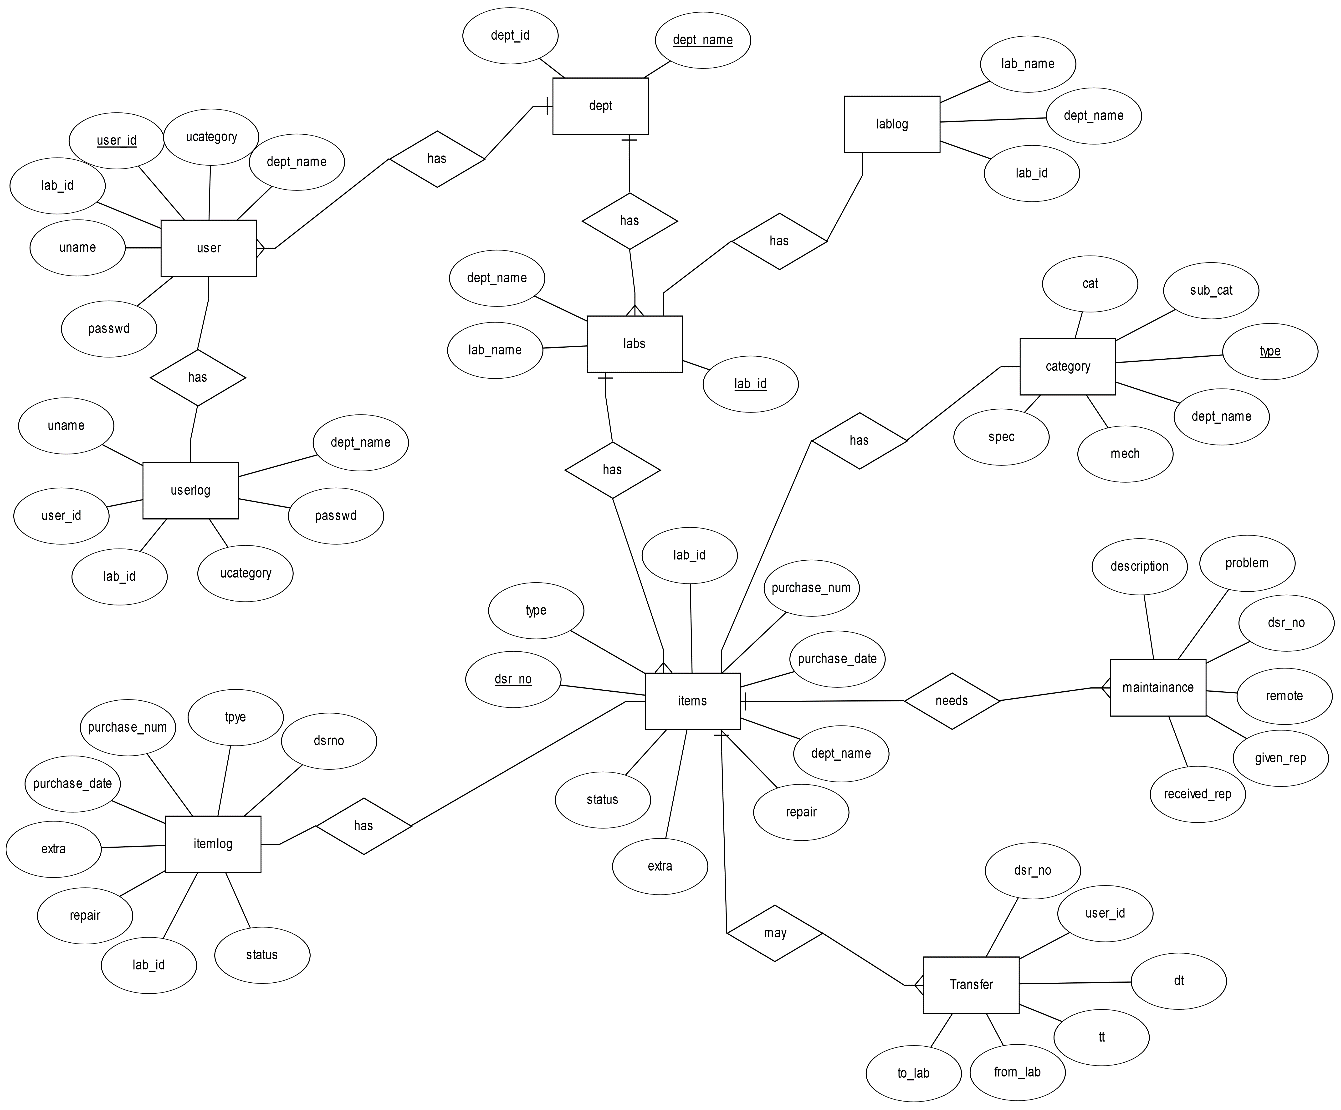 dept_id
dept_name
dept
lab_name
dept_name
lab_id
lablog
user_id
ucategory
dept_name
lab_id
uname
passwd
user
has
has
has
dept_name
lab_name
labs
lab_id
cat
sub_cat
type
category
dept_name
spec
mech
has
has
has
uname
dept_name
userlog
user_id
passwd
lab_id
ucategory
lab_id
type
purchase_num
dsr_no
purchase_date
items
dept_name
status
repair
extra
needs
description
problem
dsr_no
maintainance
remote
given_rep
received_rep
purchase_num
tpye
dsrno
purchase_date
itemlog
extra
repair
lab_id
status
has
may
dsr_no
user_id
Transfer
dt
tt
to_lab
from_lab